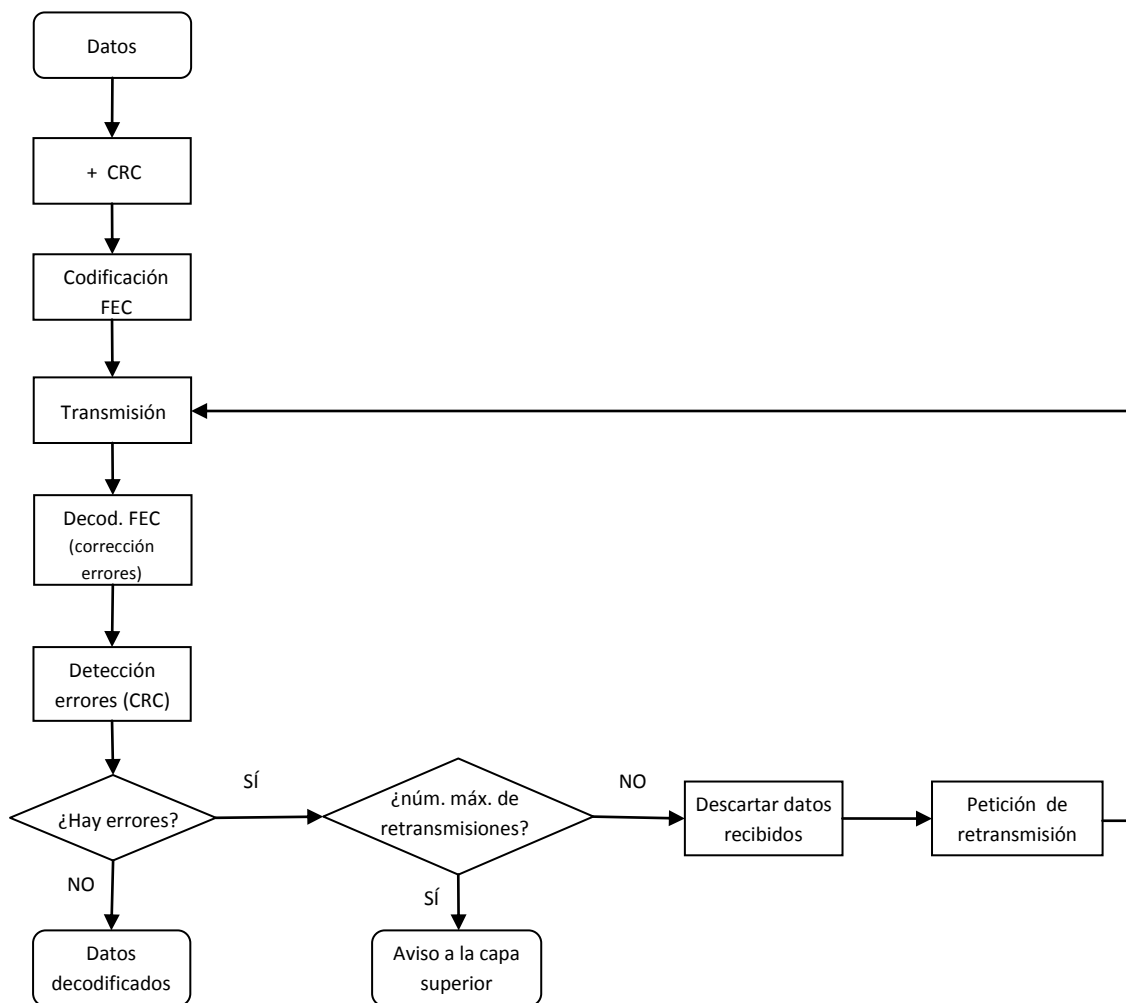 Datos
+ CRC
Codificación
FEC
Transmisión
Decod. FEC
(corrección
errores)
Detección
errores (CRC)
¿Hay errores?
SÍ
NO
¿núm. máx. de
retransmisiones?
NO
SÍ
Descartar datos
recibidos
Petición de
retransmisión
Datos
decodificados
Aviso a la capa
superior